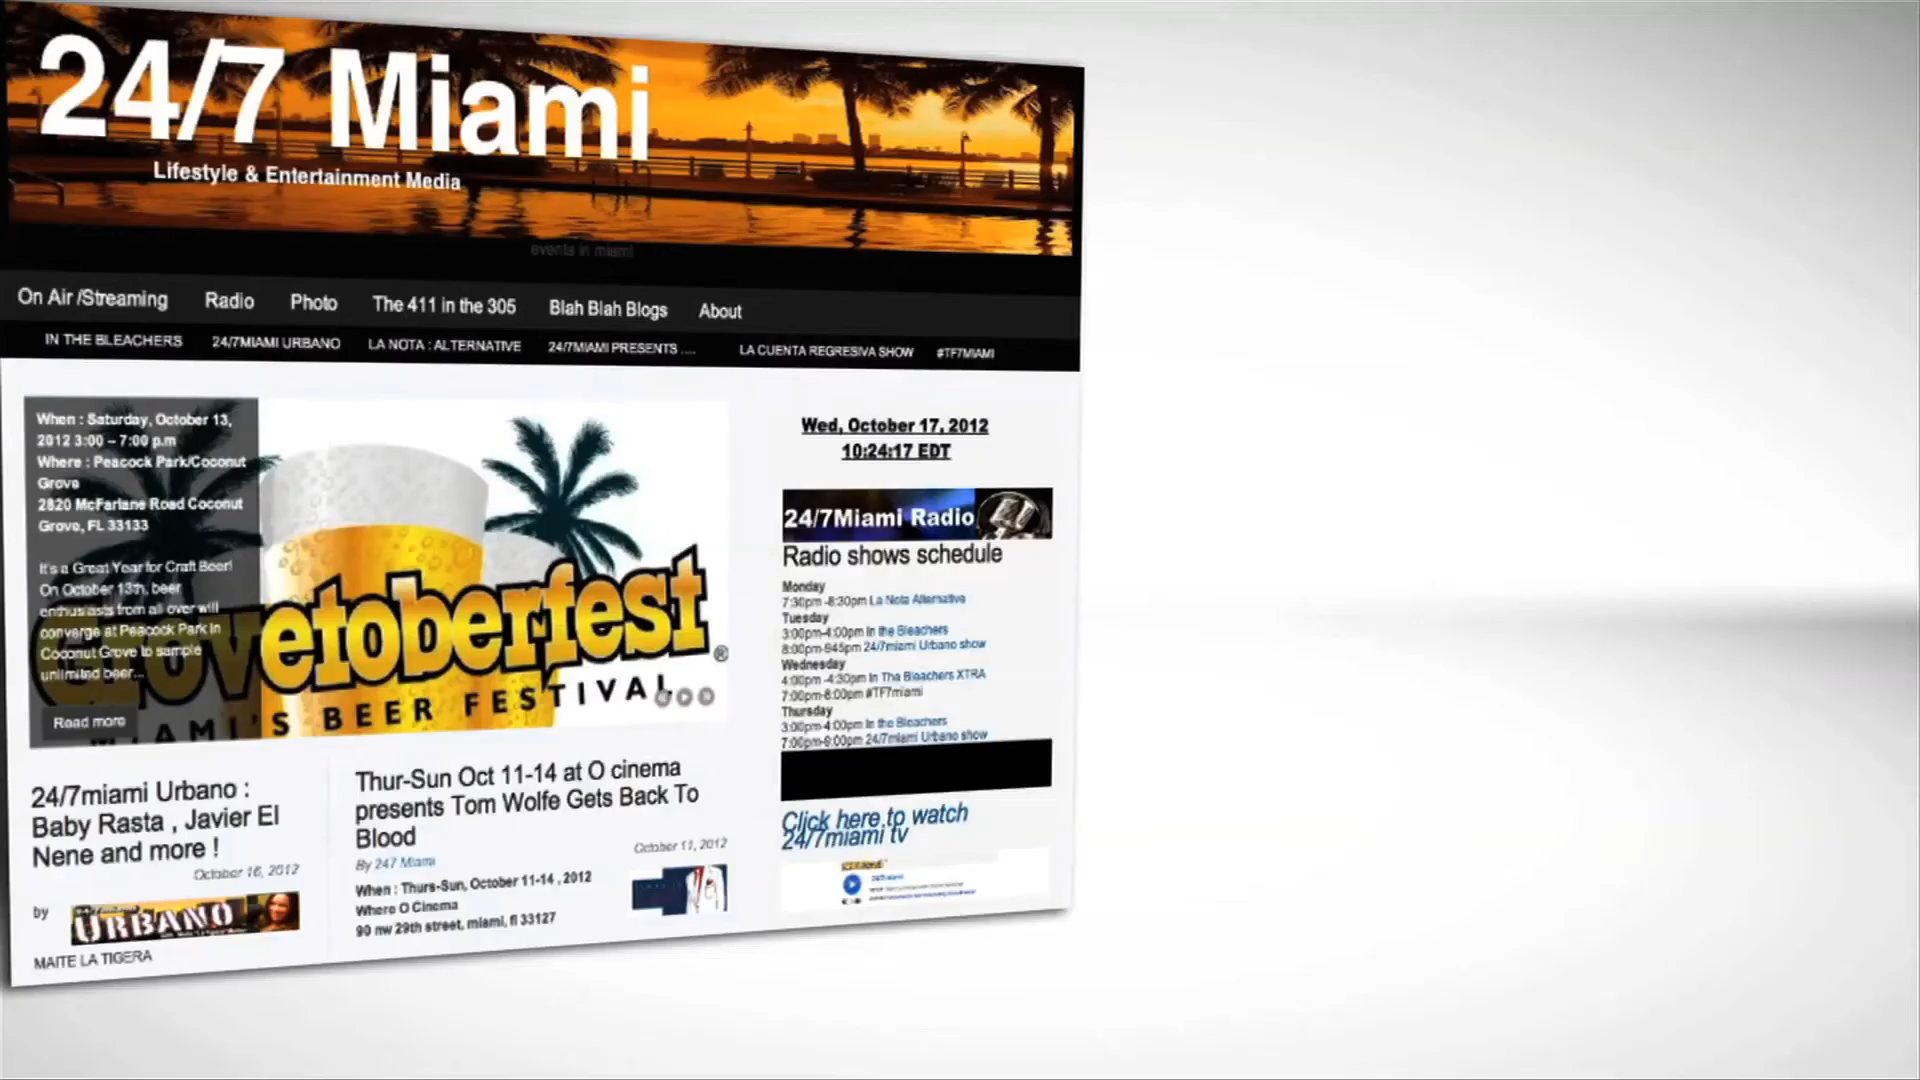 24/7 Miami
Lifestyle & Entertainment Media
events in miami
On Air /Streaming Radio Photo The 411 in the 305 Blah Blah Blogs About
IN THE BLEACHERS 24/7MIAMI URBANO LA NOTA : ALTERNATIVE 24/7MIAMI PRESENTS .... LA CUENTA REGRESIVA SHOW #TF7MIAMI
When : Saturday, October 13,
2012 3:00 – 7:00 p.m
Where : Peacock Park/Coconut
Grove
2820 McFarlane Road Coconut
Grove, FL 33133
It's a Great Year for Craft Beer!
On October 13th, beer
enthusiasts from all over will
converge at Peacock Park in
Coconut Grove to sample
unlimited beer...
Read more
Grovetoberfest®
MIAMI'S BEER FESTIVAL
Wed, October 17, 2012
10:24:17 EDT
24/7Miami Radio
Radio shows schedule
Monday
7:30pm -8:30pm La Nota Alternative
Tuesday
3:00pm-4:00pm In the Bleachers
8:00pm-945pm 24/7miami Urbano show
Wednesday
4:00pm -4:30pm In The Bleachers XTRA
7:00pm-8:00pm #TF7miami
Thursday
3:00pm-4:00pm In the Bleachers
7:00pm-9:00pm 24/7miami Urbano show
Click here to watch
24/7miami tv
24/7miami Urbano :
Baby Rasta , Javier El
Nene and more !
October 16, 2012
by
URBANO
MAITE LA TIGERA
Thur-Sun Oct 11-14 at O cinema
presents Tom Wolfe Gets Back To
Blood
October 11, 2012
By 247 Miami
When : Thurs-Sun, October 11-14 , 2012
Where O Cinema
90 nw 29th street, miami, fl 33127